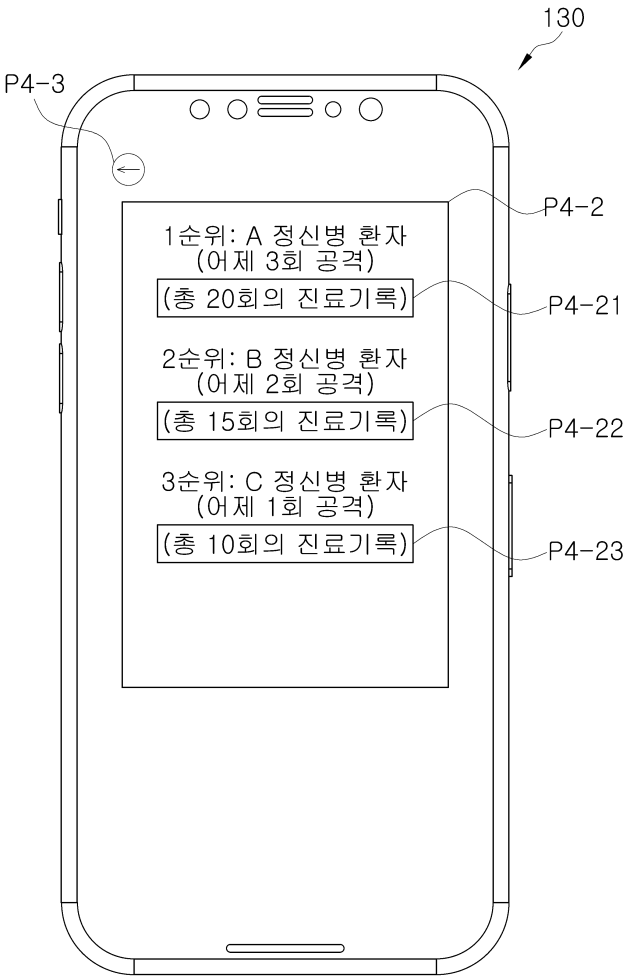 130
P4-3
P4-2
1순위: A 정신병 환자
(어제 3회 공격)
(총 20회의 진료기록)
P4-21
2순위: B 정신병 환자
(어제 2회 공격)
(총 15회의 진료기록)
P4-22
3순위: C 정신병 환자
(어제 1회 공격)
(총 10회의 진료기록)
P4-23